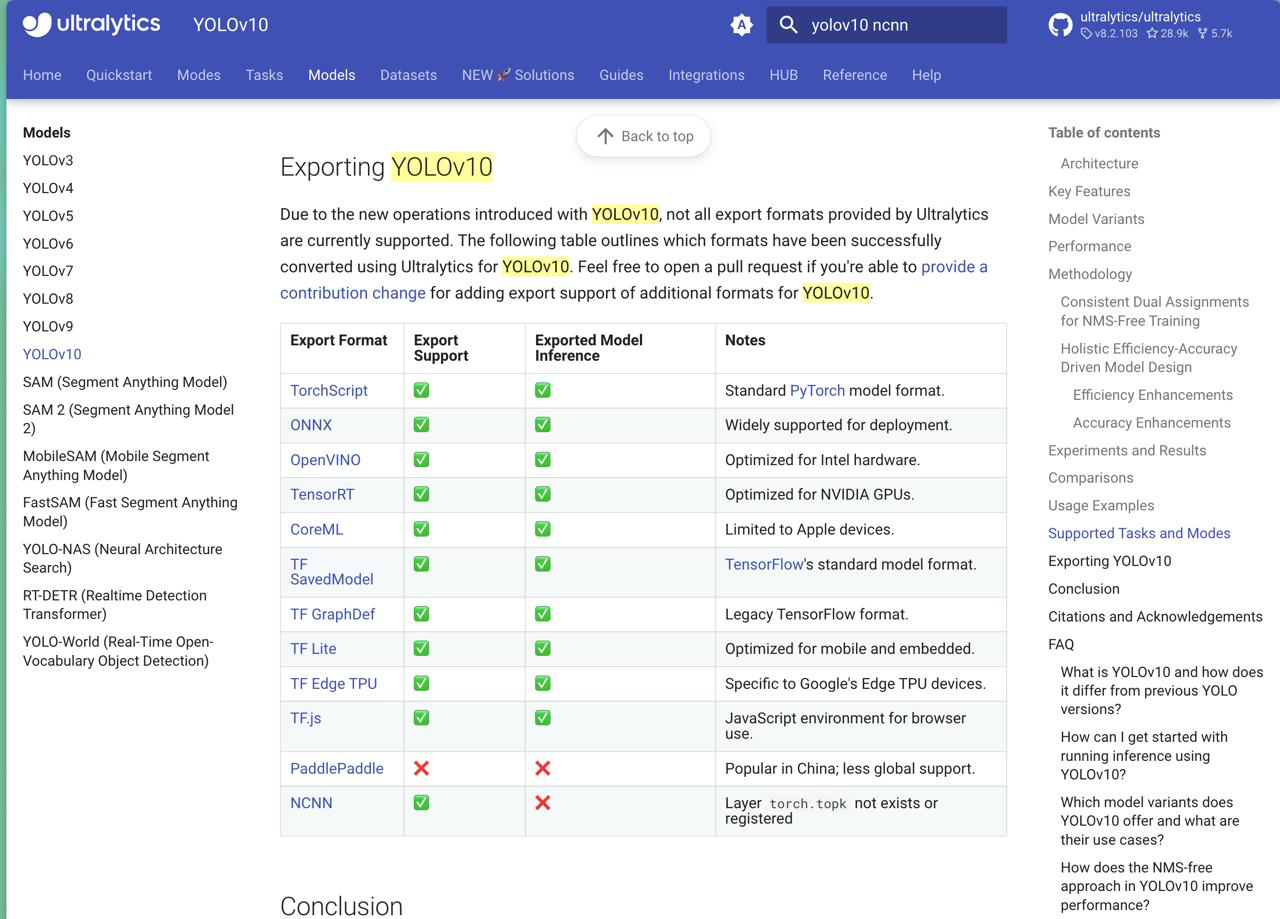 ultralytics YOLOv10
yolov10 ncnn
ultralytics/ultralytics
v8.2.103 28.9k 5.7k
Home Quickstart Modes Tasks Models Datasets NEW 🚀 Solutions Guides Integrations HUB Reference Help
Models
YOLOv3
YOLOv4
YOLOv5
YOLOv6
YOLOv7
YOLOv8
YOLOv9
YOLOv10
SAM (Segment Anything Model)
SAM 2 (Segment Anything Model
2)
MobileSAM (Mobile Segment
Anything Model)
FastSAM (Fast Segment Anything
Model)
YOLO-NAS (Neural Architecture
Search)
RT-DETR (Realtime Detection
Transformer)
YOLO-World (Real-Time Open-
Vocabulary Object Detection)
Back to top
Exporting YOLOv10
Due to the new operations introduced with YOLOv10, not all export formats provided by Ultralytics
are currently supported. The following table outlines which formats have been successfully
converted using Ultralytics for YOLOv10. Feel free to open a pull request if you're able to provide a
contribution change for adding export support of additional formats for YOLOv10.
Export Format Export Support Exported Model Inference Notes
TorchScript ✅ ✅ Standard PyTorch model format.
ONNX ✅ ✅ Widely supported for deployment.
OpenVINO ✅ ✅ Optimized for Intel hardware.
TensorRT ✅ ✅ Optimized for NVIDIA GPUs.
CoreML ✅ ✅ Limited to Apple devices.
TF SavedModel ✅ ✅ TensorFlow's standard model format.
TF GraphDef ✅ ✅ Legacy TensorFlow format.
TF Lite ✅ ✅ Optimized for mobile and embedded.
TF Edge TPU ✅ ✅ Specific to Google's Edge TPU devices.
TF.js ✅ ✅ JavaScript environment for browser
use.
PaddlePaddle ❌ ❌ Popular in China; less global support.
NCNN ✅ ❌ Layer torch.topk not exists or
registered
Conclusion
Table of contents
Architecture
Key Features
Model Variants
Performance
Methodology
Consistent Dual Assignments
for NMS-Free Training
Holistic Efficiency-Accuracy
Driven Model Design
Efficiency Enhancements
Accuracy Enhancements
Experiments and Results
Comparisons
Usage Examples
Supported Tasks and Modes
Exporting YOLOv10
Conclusion
Citations and Acknowledgements
FAQ
What is YOLOv10 and how does
it differ from previous YOLO
versions?
How can I get started with
running inference using
YOLOv10?
Which model variants does
YOLOv10 offer and what are
their use cases?
How does the NMS-free
approach in YOLOv10 improve
performance?